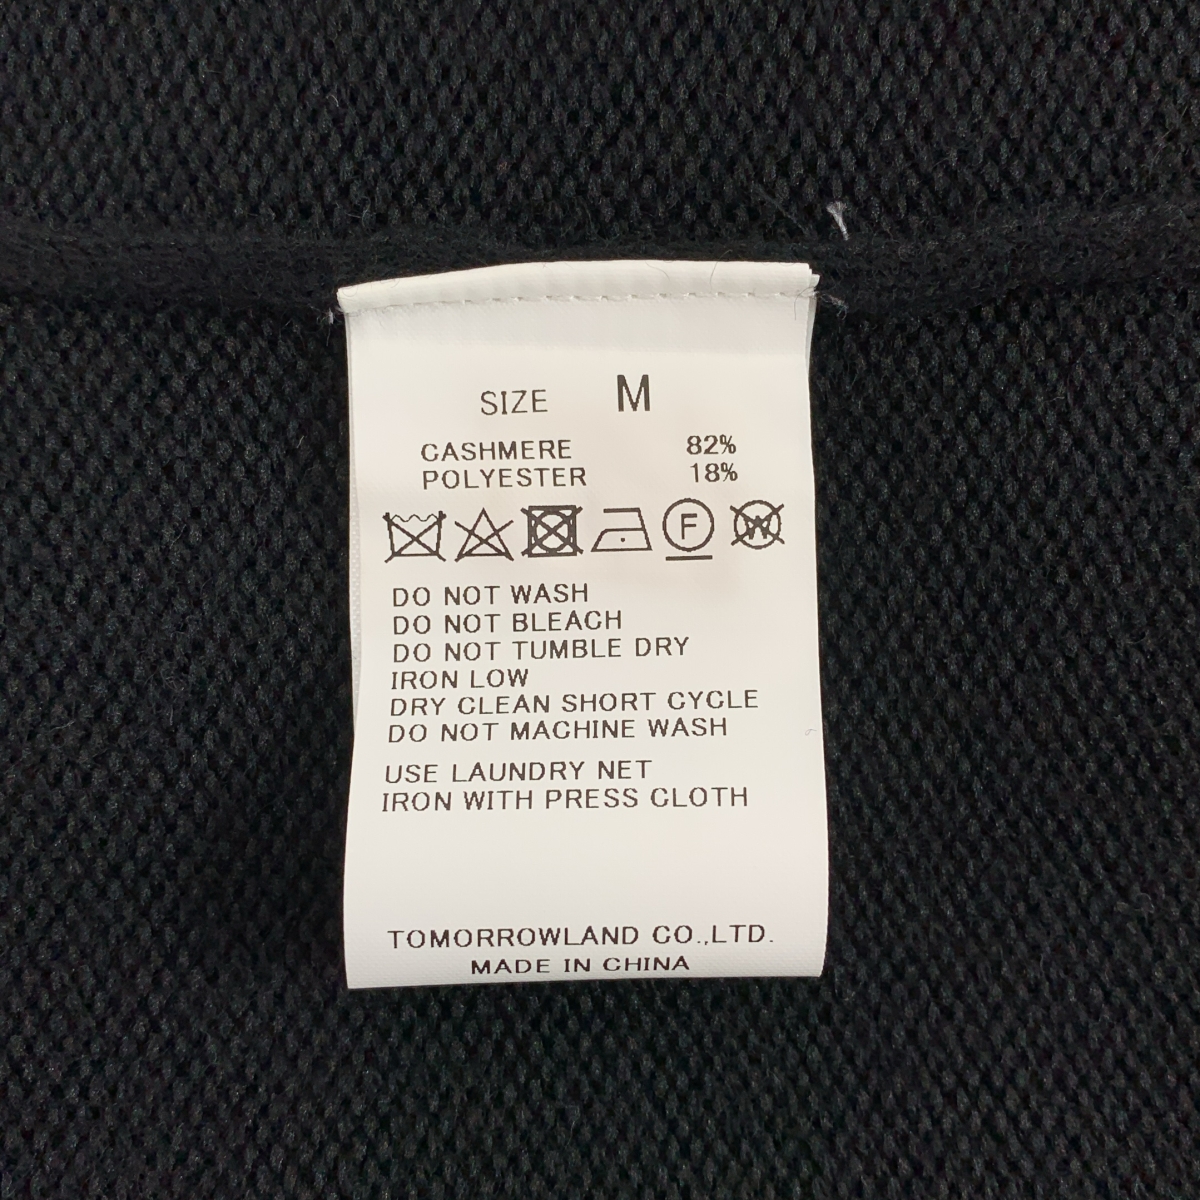 SIZE M
CASHMERE 82%
POLYESTER 18%
F W
DO NOT WASH
DO NOT BLEACH
DO NOT TUMBLE DRY
IRON LOW
DRY CLEAN SHORT CYCLE
DO NOT MACHINE WASH
USE LAUNDRY NET
IRON WITH PRESS CLOTH
TOMORROWLAND CO.,LTD.
MADE IN CHINA